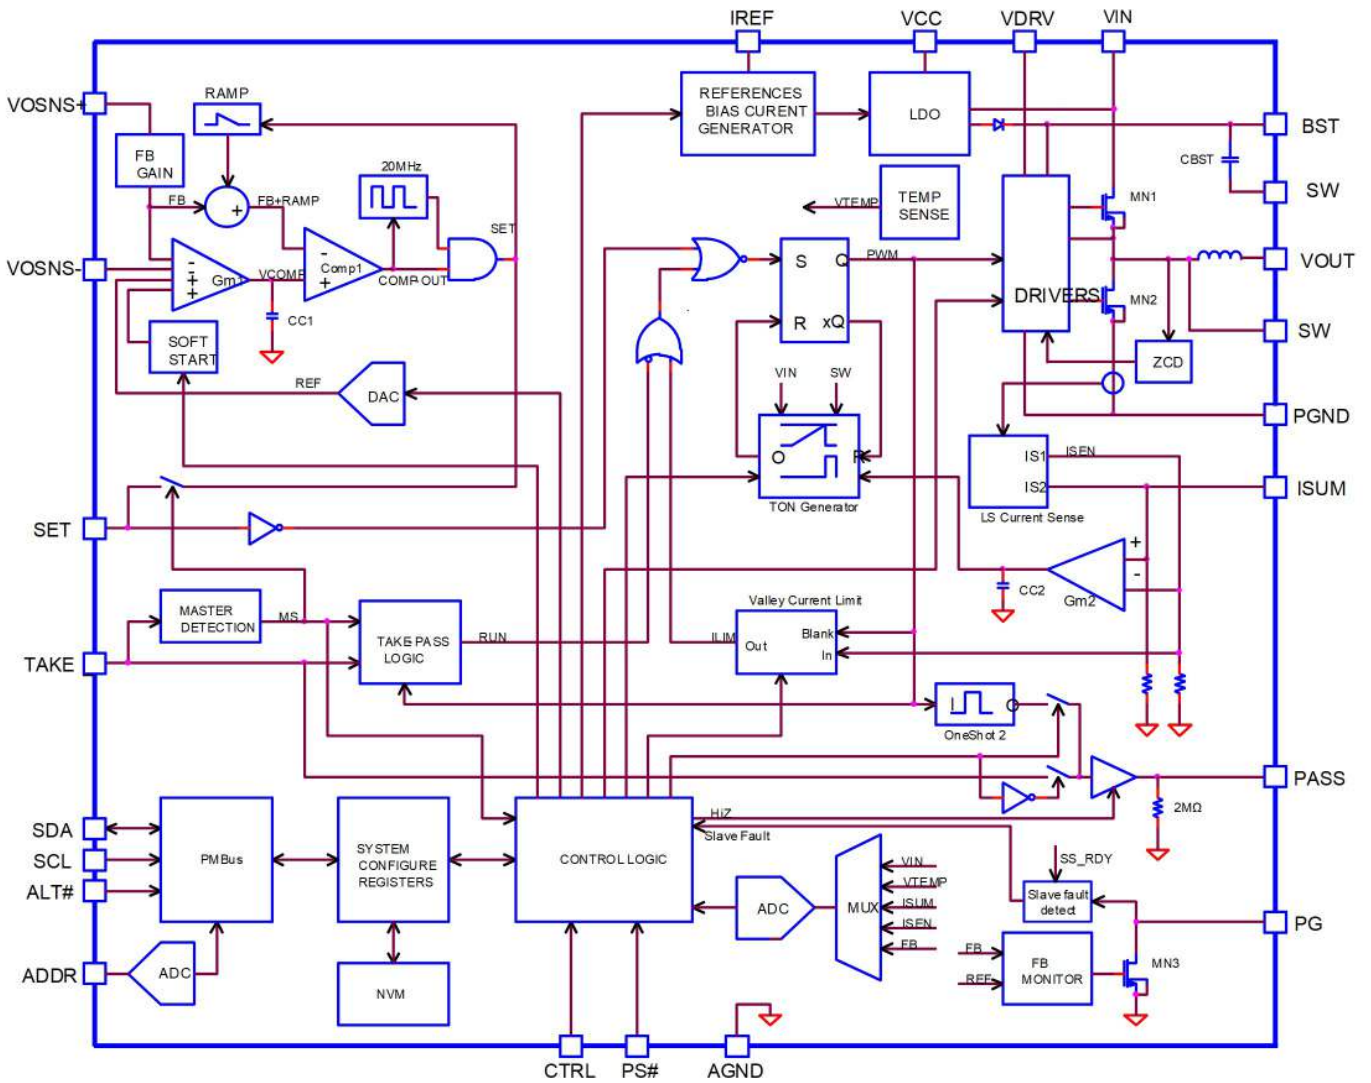 IREF
VCC
VDRV
VIN
VOSNS+
RAMP
REFERENCES
BIAS CURENT
GENERATOR
LDO
BST
CBST
FB
GAIN
20MHz
TEMP
SENSE
VTEMP
SW
FB
+
FB+RAMP
SET
MN1
VOSNS-
-
-
+
+
Gm1
VCOMP
-
Comp1
+
COMP-OUT
S
Q
PWM
R
xQ
DRIVERS
MN2
VOUT
CC1
SW
SOFT
START
ZCD
REF
DAC
VIN
SW
PGND
O
R
TON Generator
IS1
ISEN
IS2
LS Current Sense
ISUM
SET
+
-
Gm2
CC2
MASTER
DETECTION
MS
TAKE-PASS
LOGIC
RUN
Valley Current Limit
ILIM
Out
Blank
In
TAKE
OneShot 2
PASS
2MΩ
HiZ
Slave Fault
SDA
SCL
ALT#
PMBus
SYSTEM
CONFIGURE
REGISTERS
CONTROL LOGIC
ADC
MUX
VIN
VTEMP
ISUM
ISEN
FB
SS_RDY
Slave fault
detect
PG
ADDR
ADC
NVM
FB
REF
FB
MONITOR
MN3
CTRL
PS#
AGND